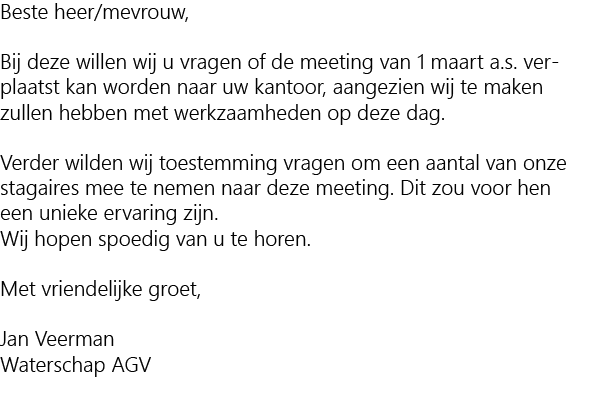 Beste heer/mevrouw,
Bij deze willen wij u vragen of de meeting van 1 maart a.s. ver-
plaatst kan worden naar uw kantoor, aangezien wij te maken
zullen hebben met werkzaamheden op deze dag.
Verder wilden wij toestemming vragen om een aantal van onze
stagaires mee te nemen naar deze meeting. Dit zou voor hen
een unieke ervaring zijn.
Wij hopen spoedig van u te horen.
Met vriendelijke groet,
Jan Veerman
Waterschap AGV